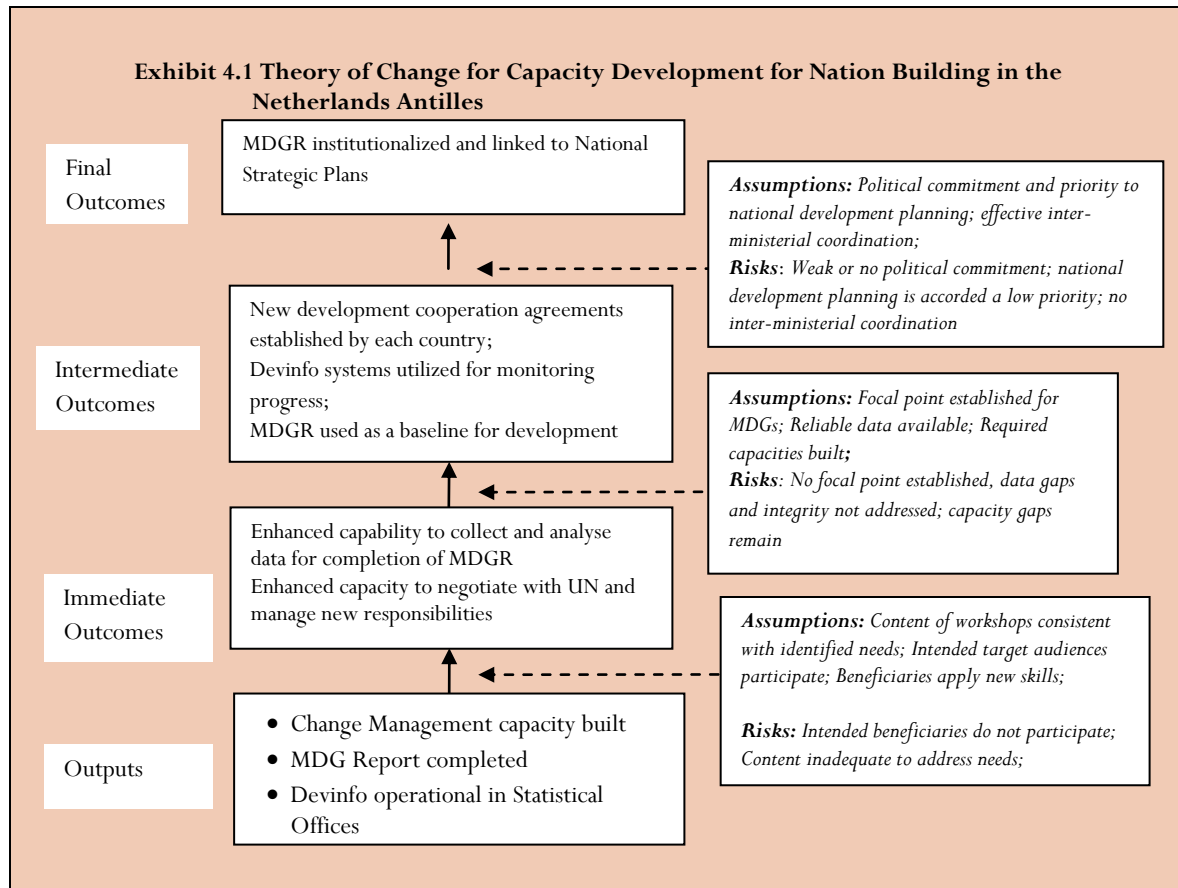 Exhibit 4.1 Theory of Change for Capacity Development for Nation Building in the
Netherlands Antilles
Final
Outcomes
MDGR institutionalized and linked to National
Strategic Plans
Assumptions: Political commitment and priority to
national development planning; effective inter-
ministerial coordination;
Risks: Weak or no political commitment; national
development planning is accorded a low priority; no
inter-ministerial coordination
Intermediate
Outcomes
New development cooperation agreements
established by each country;
Devinfo systems utilized for monitoring
progress;
MDGR used as a baseline for development
Assumptions: Focal point established for
MDGs; Reliable data available; Required
capacities built;
Risks: No focal point established, data gaps
and integrity not addressed; capacity gaps
remain
Immediate
Outcomes
Enhanced capability to collect and analyse
data for completion of MDGR
Enhanced capacity to negotiate with UN and
manage new responsibilities
Assumptions: Content of workshops consistent
with identified needs; Intended target audiences
participate; Beneficiaries apply new skills;
Risks: Intended beneficiaries do not participate;
Content inadequate to address needs;
Outputs
• Change Management capacity built
• MDG Report completed
• Devinfo operational in Statistical
Offices